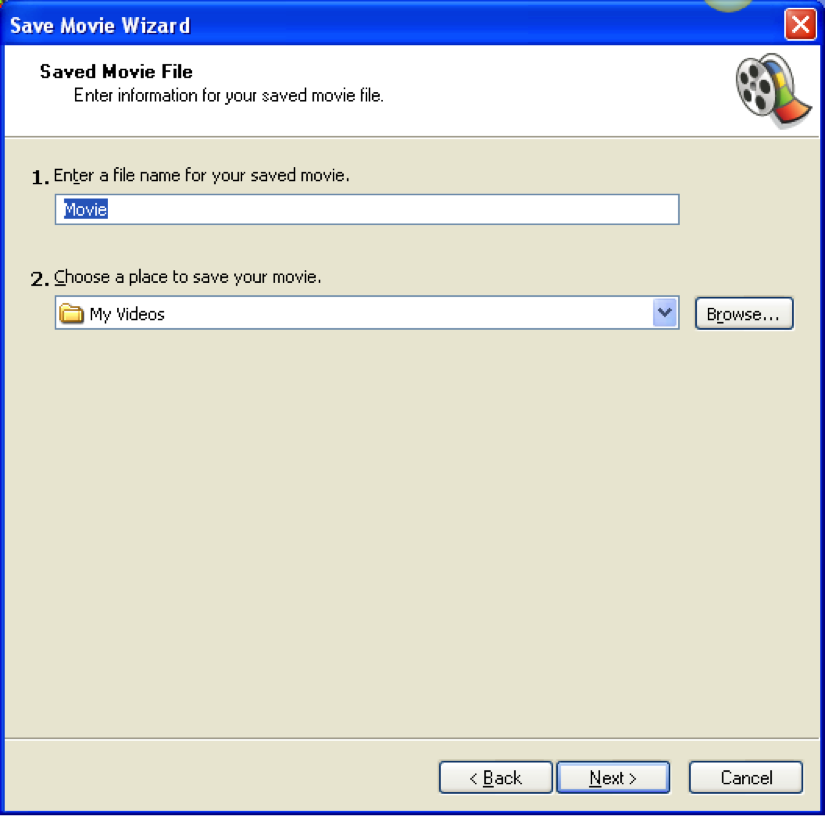 Save Movie Wizard
Saved Movie File
Enter information for your saved movie file.
1. Enter a file name for your saved movie.
Movie
2. Choose a place to save your movie.
My Videos
Browse...
< Back
Next >
Cancel